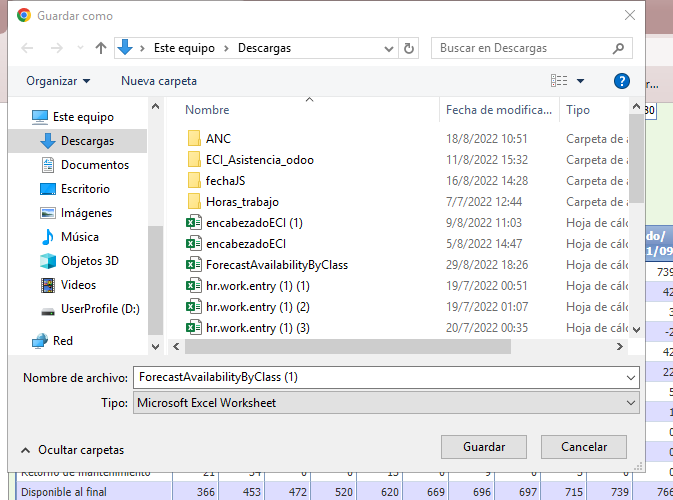 Guardar como
Este equipo > Descargas
Buscar en Descargas
Organizar
Nueva carpeta
r...
Este equipo
Descargas
Documentos
Escritorio
Imágenes
Música
Objetos 3D
Videos
UserProfile (D:)
Red
Nombre Fecha de modifica... Tipo
ANC 18/8/2022 10:51 Carpeta de a
ECI_Asistencia_odoo 11/8/2022 15:32 Carpeta de a
fechaJS 16/8/2022 14:28 Carpeta de a
Horas_trabajo 7/7/2022 12:44 Carpeta de a
encabezadoECI (1) 9/8/2022 11:03 Hoja de cálc
encabezadoECI 5/8/2022 14:47 Hoja de cálc
ForecastAvailabilityByClass 29/8/2022 18:26 Hoja de cálc
hr.work.entry (1) (1) 19/7/2022 00:51 Hoja de cálc
hr.work.entry (1) (2) 19/7/2022 01:07 Hoja de cálc
hr.work.entry (1) (3) 20/7/2022 00:35 Hoja de cálc
30
do/
1/09
739
42
3
-2
42
22
5
1
0
0
Nombre de archivo: ForecastAvailabilityByClass (1)
Tipo: Microsoft Excel Worksheet
Ocultar carpetas
Guardar
Cancelar
Retorno de mantenimiento 21 34 0 0 13 0 9 0 3 0 0
Disponible al final 366 453 472 520 620 669 696 697 715 739 766